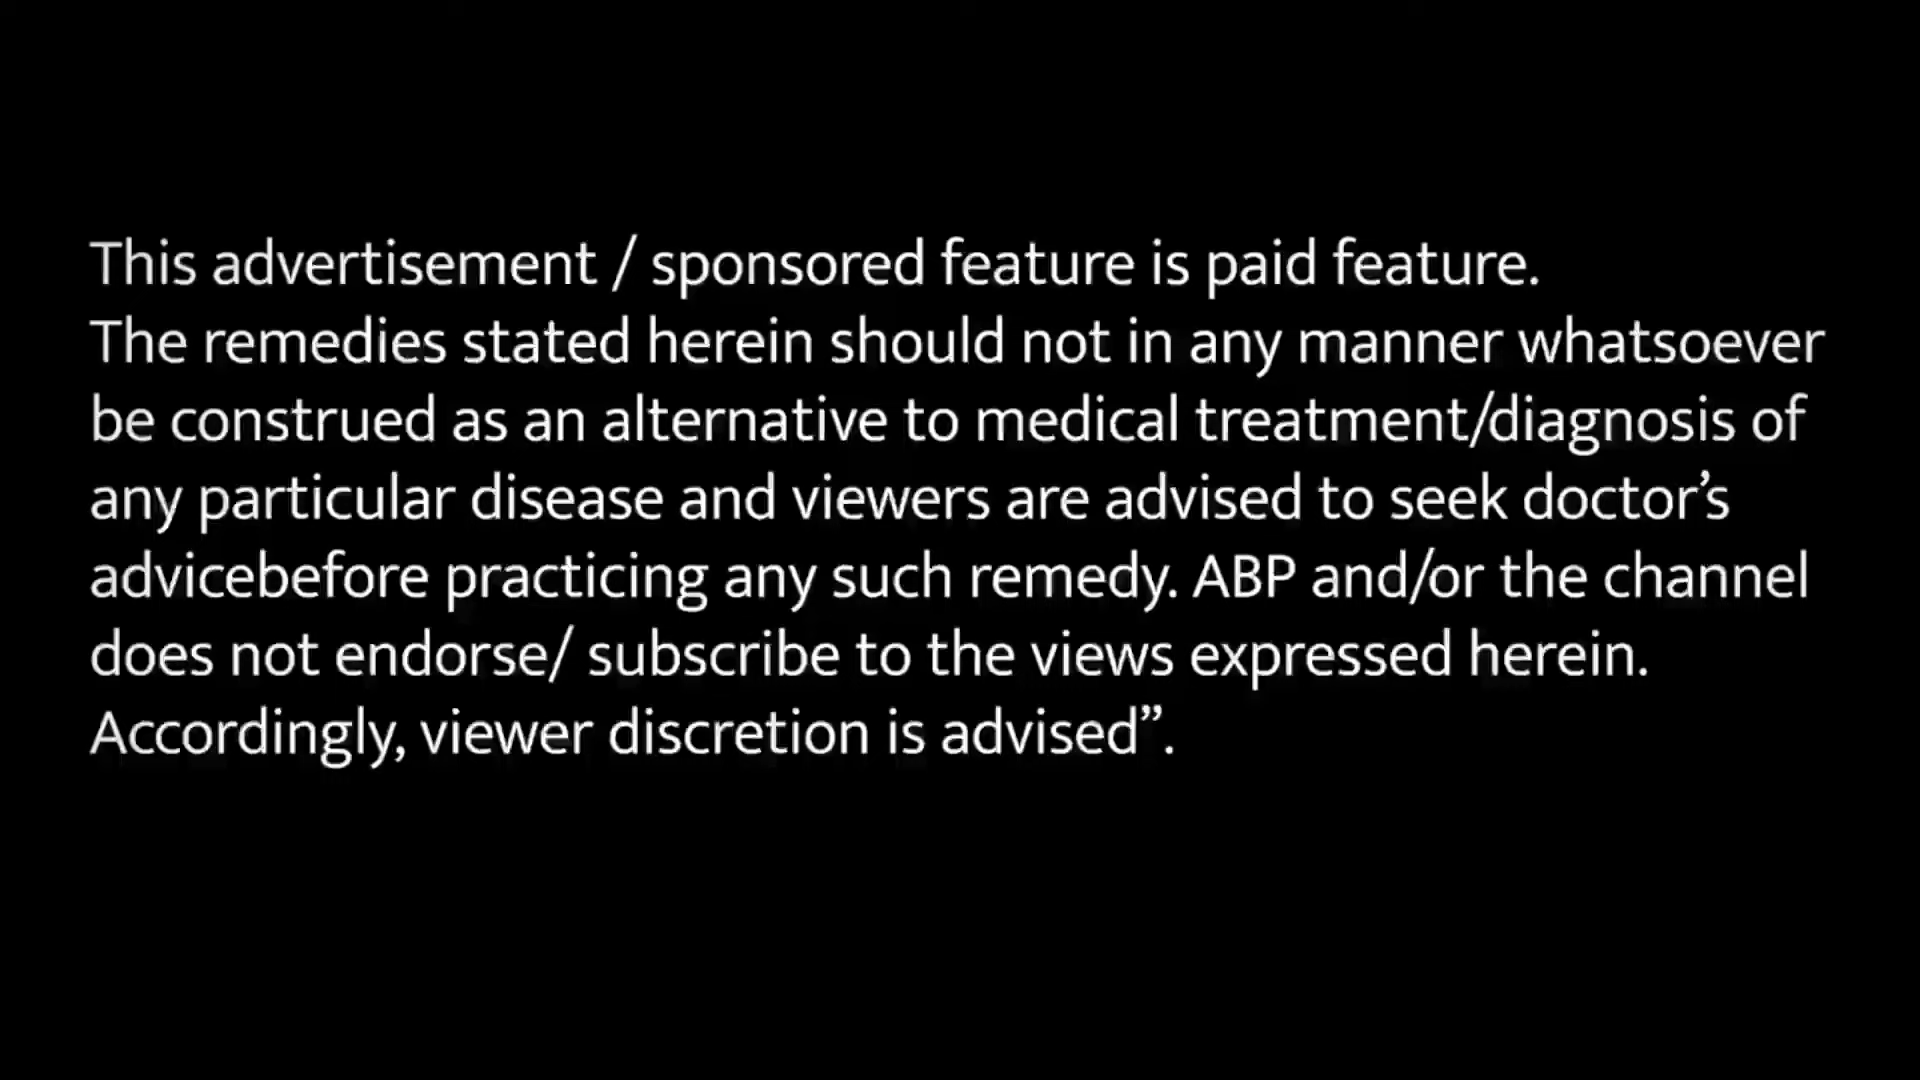 This advertisement / sponsored feature is paid feature.
The remedies stated herein should not in any manner whatsoever
be construed as an alternative to medical treatment/diagnosis of
any particular disease and viewers are advised to seek doctor’s
advicebefore practicing any such remedy. ABP and/or the channel
does not endorse/ subscribe to the views expressed herein.
Accordingly, viewer discretion is advised”.